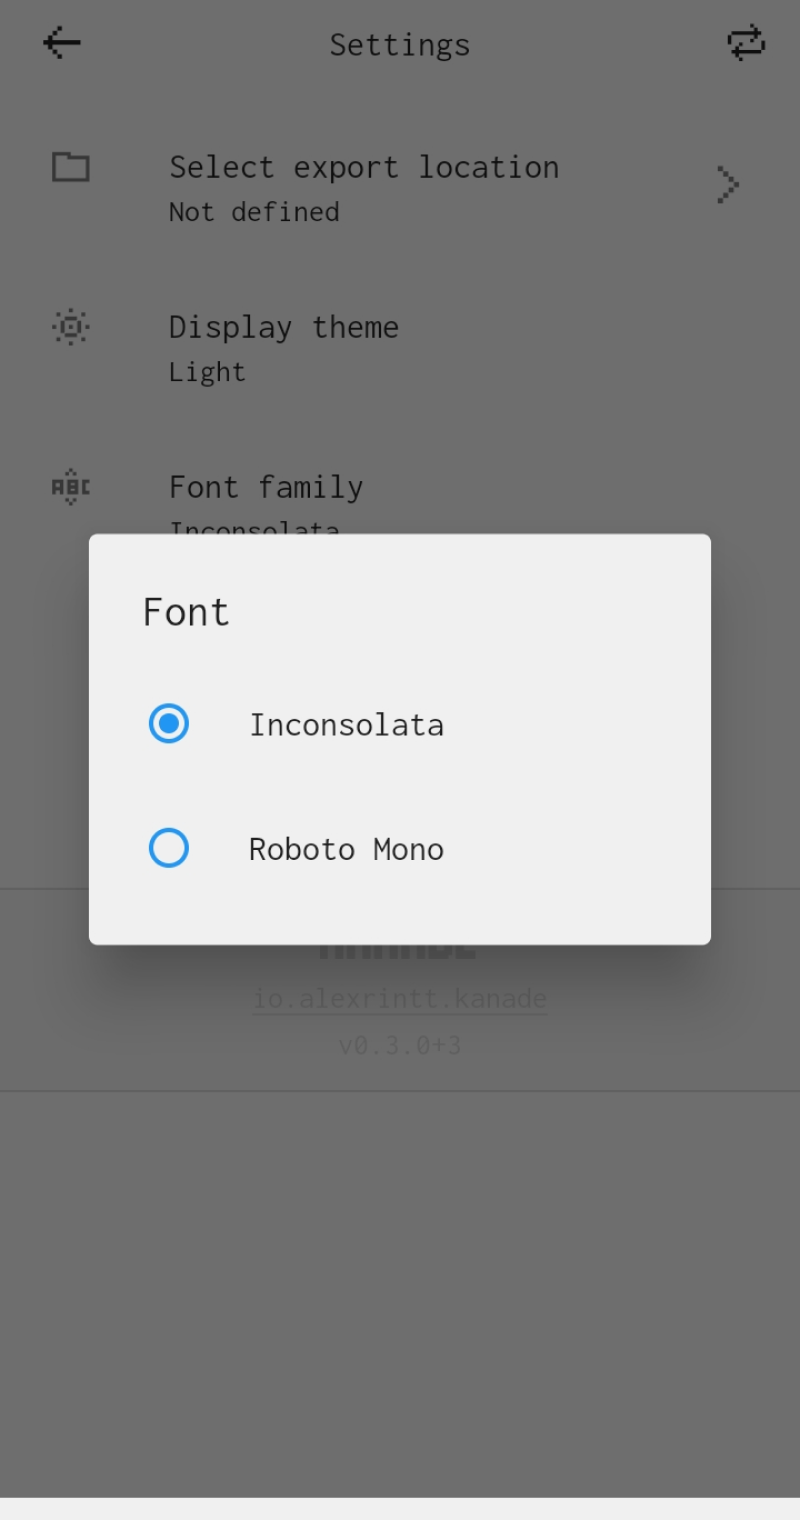 Settings
Select export location
Not defined
Display theme
Light
ABC
Font family
Inconsolata
Font
Inconsolata
Roboto Mono
io.alexrintt.kanade
v0.3.0+3